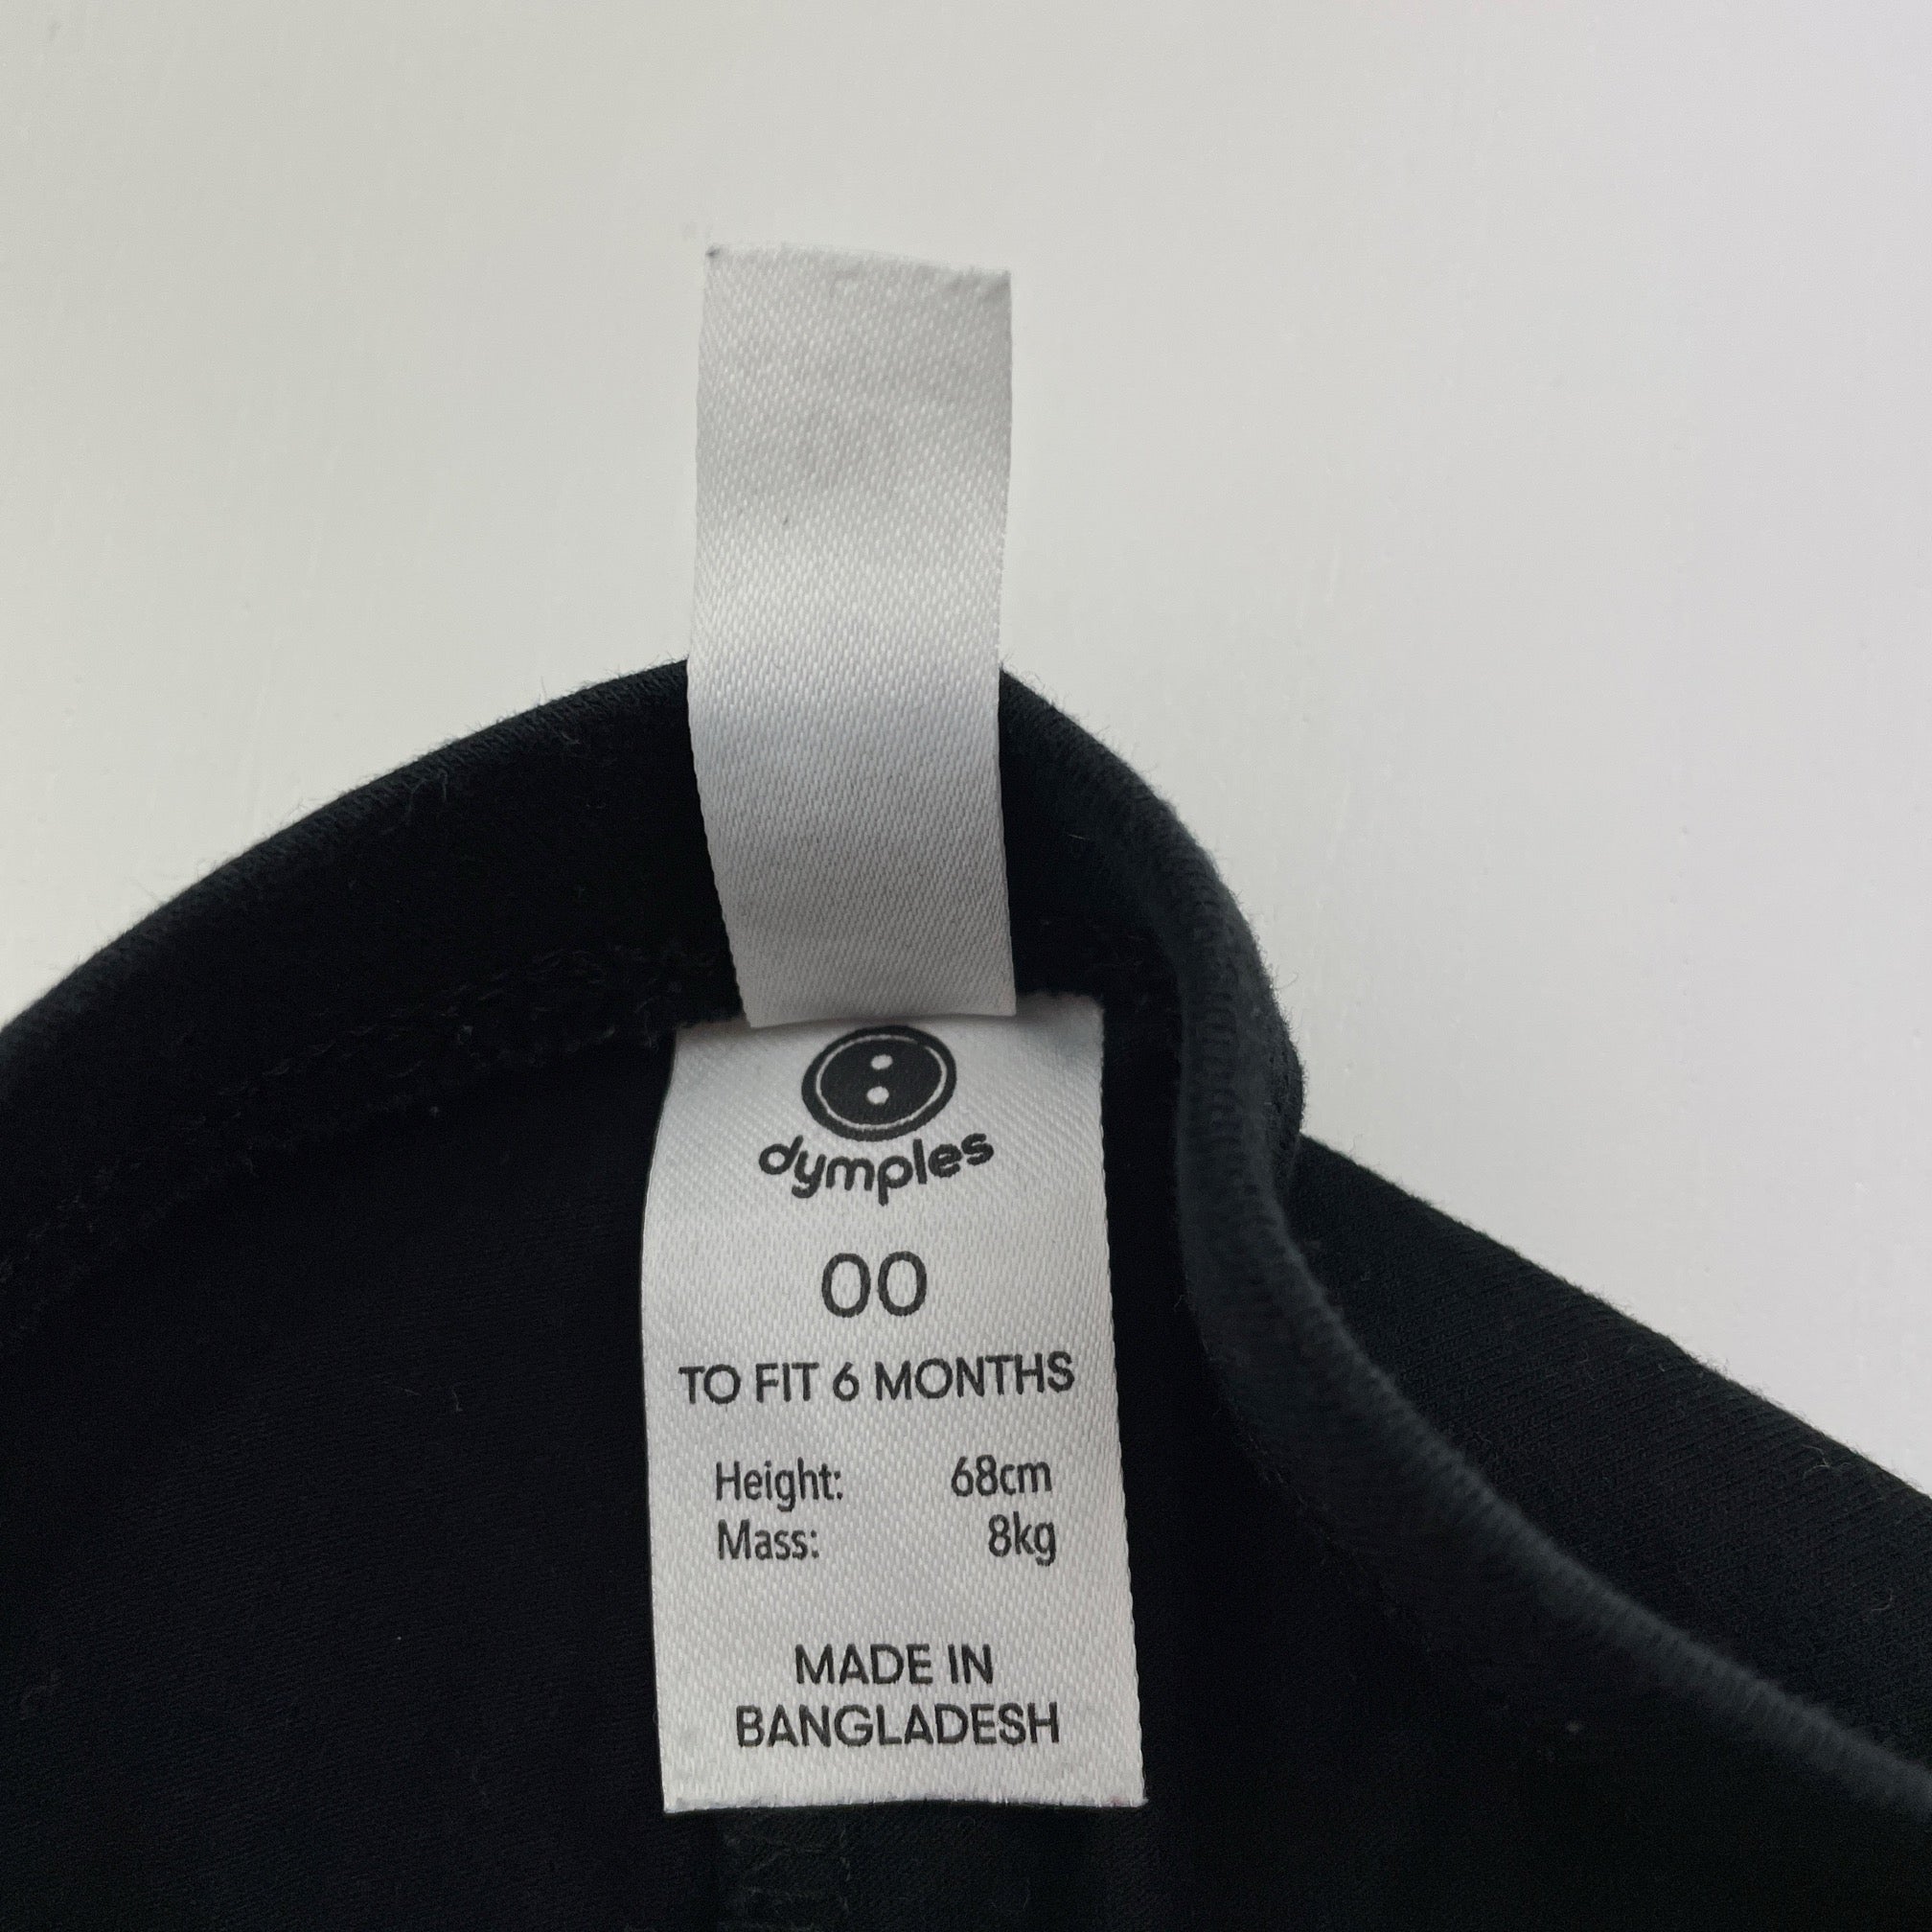 dymples
00
TO FIT 6 MONTHS
Height: 68cm
Mass: 8kg
MADE IN
BANGLADESH